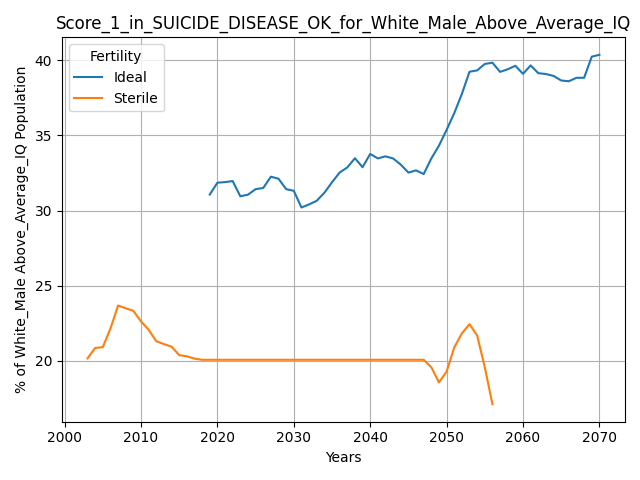 Score_1_in_SUICIDE_DISEASE_OK_for_White_Male_Above_Average_IQ
Fertility
Ideal
Sterile
% of White_Male Above_Average_IQ Population
40
35
30
25
20
2000 2010 2020 2030 2040 2050 2060 2070
Years